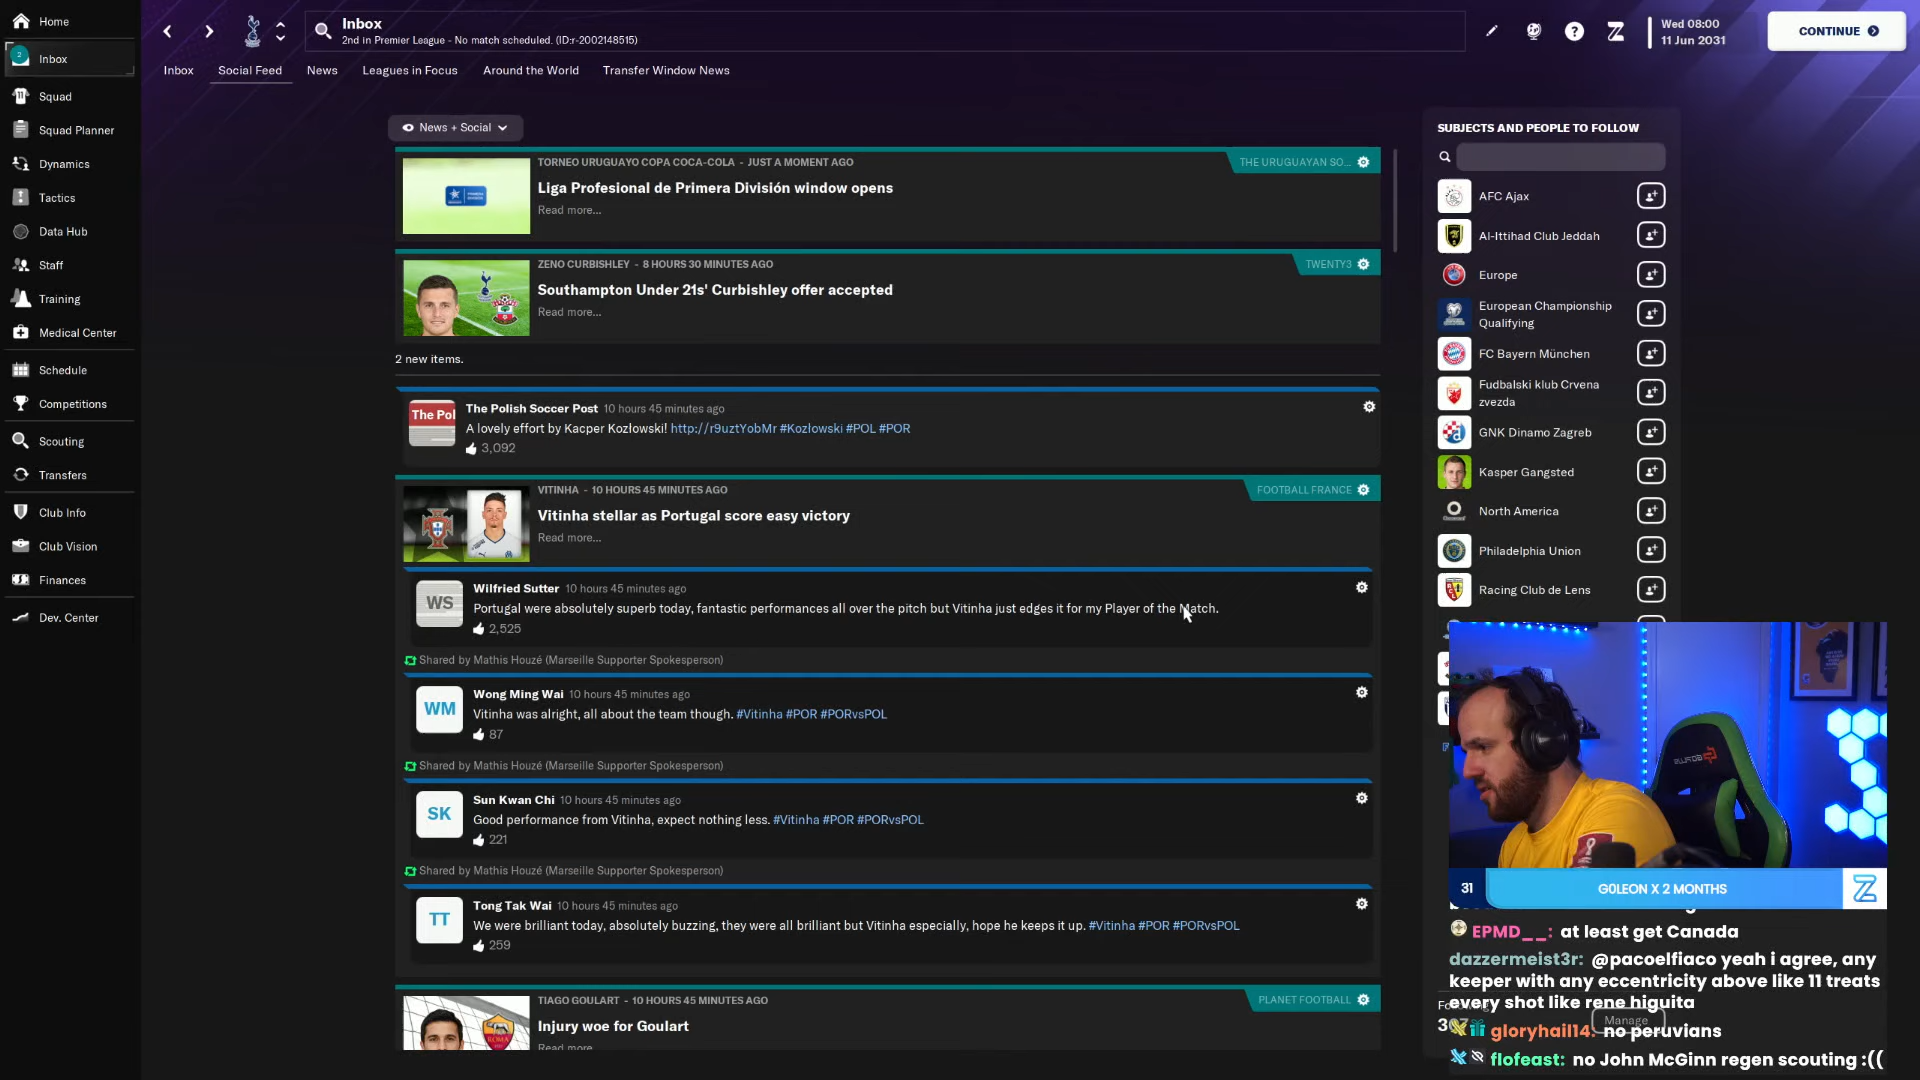 Home
Inbox
2nd in Premier League - No match scheduled. (ID:r-2002148515)
Wed 08:00
11 Jun 2031
CONTINUE
2
Inbox
Squad
Squad Planner
Dynamics
Tactics
Data Hub
Staff
Training
Medical Center
Schedule
Competitions
Scouting
Transfers
Club Info
Club Vision
Finances
Dev. Center
Inbox
Social Feed
News
Leagues in Focus
Around the World
Transfer Window News
News + Social
TORNEO URUGUAYO COPA COCA-COLA - JUST A MOMENT AGO
THE URUGUAYAN SO...
Liga Profesional de Primera División window opens
Read more...
ZENO CURBISHLEY - 8 HOURS 30 MINUTES AGO
TWENTY3
Southampton Under 21s' Curbishley offer accepted
Read more...
2 new items.
The Pol
The Polish Soccer Post 10 hours 45 minutes ago
A lovely effort by Kacper Kozłowski! http://r9uztYobMr #Kozlowski #POL #POR
3,092
VITINHA - 10 HOURS 45 MINUTES AGO
FOOTBALL FRANCE
Vitinha stellar as Portugal score easy victory
Read more...
WS
Wilfried Sutter 10 hours 45 minutes ago
Portugal were absolutely superb today, fantastic performances all over the pitch but Vitinha just edges it for my Player of the Match.
2,525
Shared by Mathis Houzé (Marseille Supporter Spokesperson)
WM
Wong Ming Wai 10 hours 45 minutes ago
Vitinha was alright, all about the team though. #Vitinha #POR #PORvsPOL
87
Shared by Mathis Houzé (Marseille Supporter Spokesperson)
SK
Sun Kwan Chi 10 hours 45 minutes ago
Good performance from Vitinha, expect nothing less. #Vitinha #POR #PORvsPOL
221
Shared by Mathis Houzé (Marseille Supporter Spokesperson)
TT
Tong Tak Wai 10 hours 45 minutes ago
We were brilliant today, absolutely buzzing, they were all brilliant but Vitinha especially, hope he keeps it up. #Vitinha #POR #PORvsPOL
259
TIAGO GOULART - 10 HOURS 45 MINUTES AGO
PLANET FOOTBALL
Injury woe for Goulart
Read more
ROMA
SUBJECTS AND PEOPLE TO FOLLOW
AFC Ajax
Al-Ittihad Club Jeddah
Europe
European Championship
Qualifying
FC Bayern München
Fudbalski klub Crvena
zvezda
GNK Dinamo Zagreb
Kasper Gangsted
North America
Philadelphia Union
Racing Club de Lens
31
G0LEON X 2 MONTHS
EPMD__: at least get Canada
dazzermeist3r: @pacoelfiaco yeah i agree, any
keeper with any eccentricity above like 11 treats
every shot like rene higuita
Manage
gloryhail14: no peruvians
flofeast: no John McGinn regen scouting :((